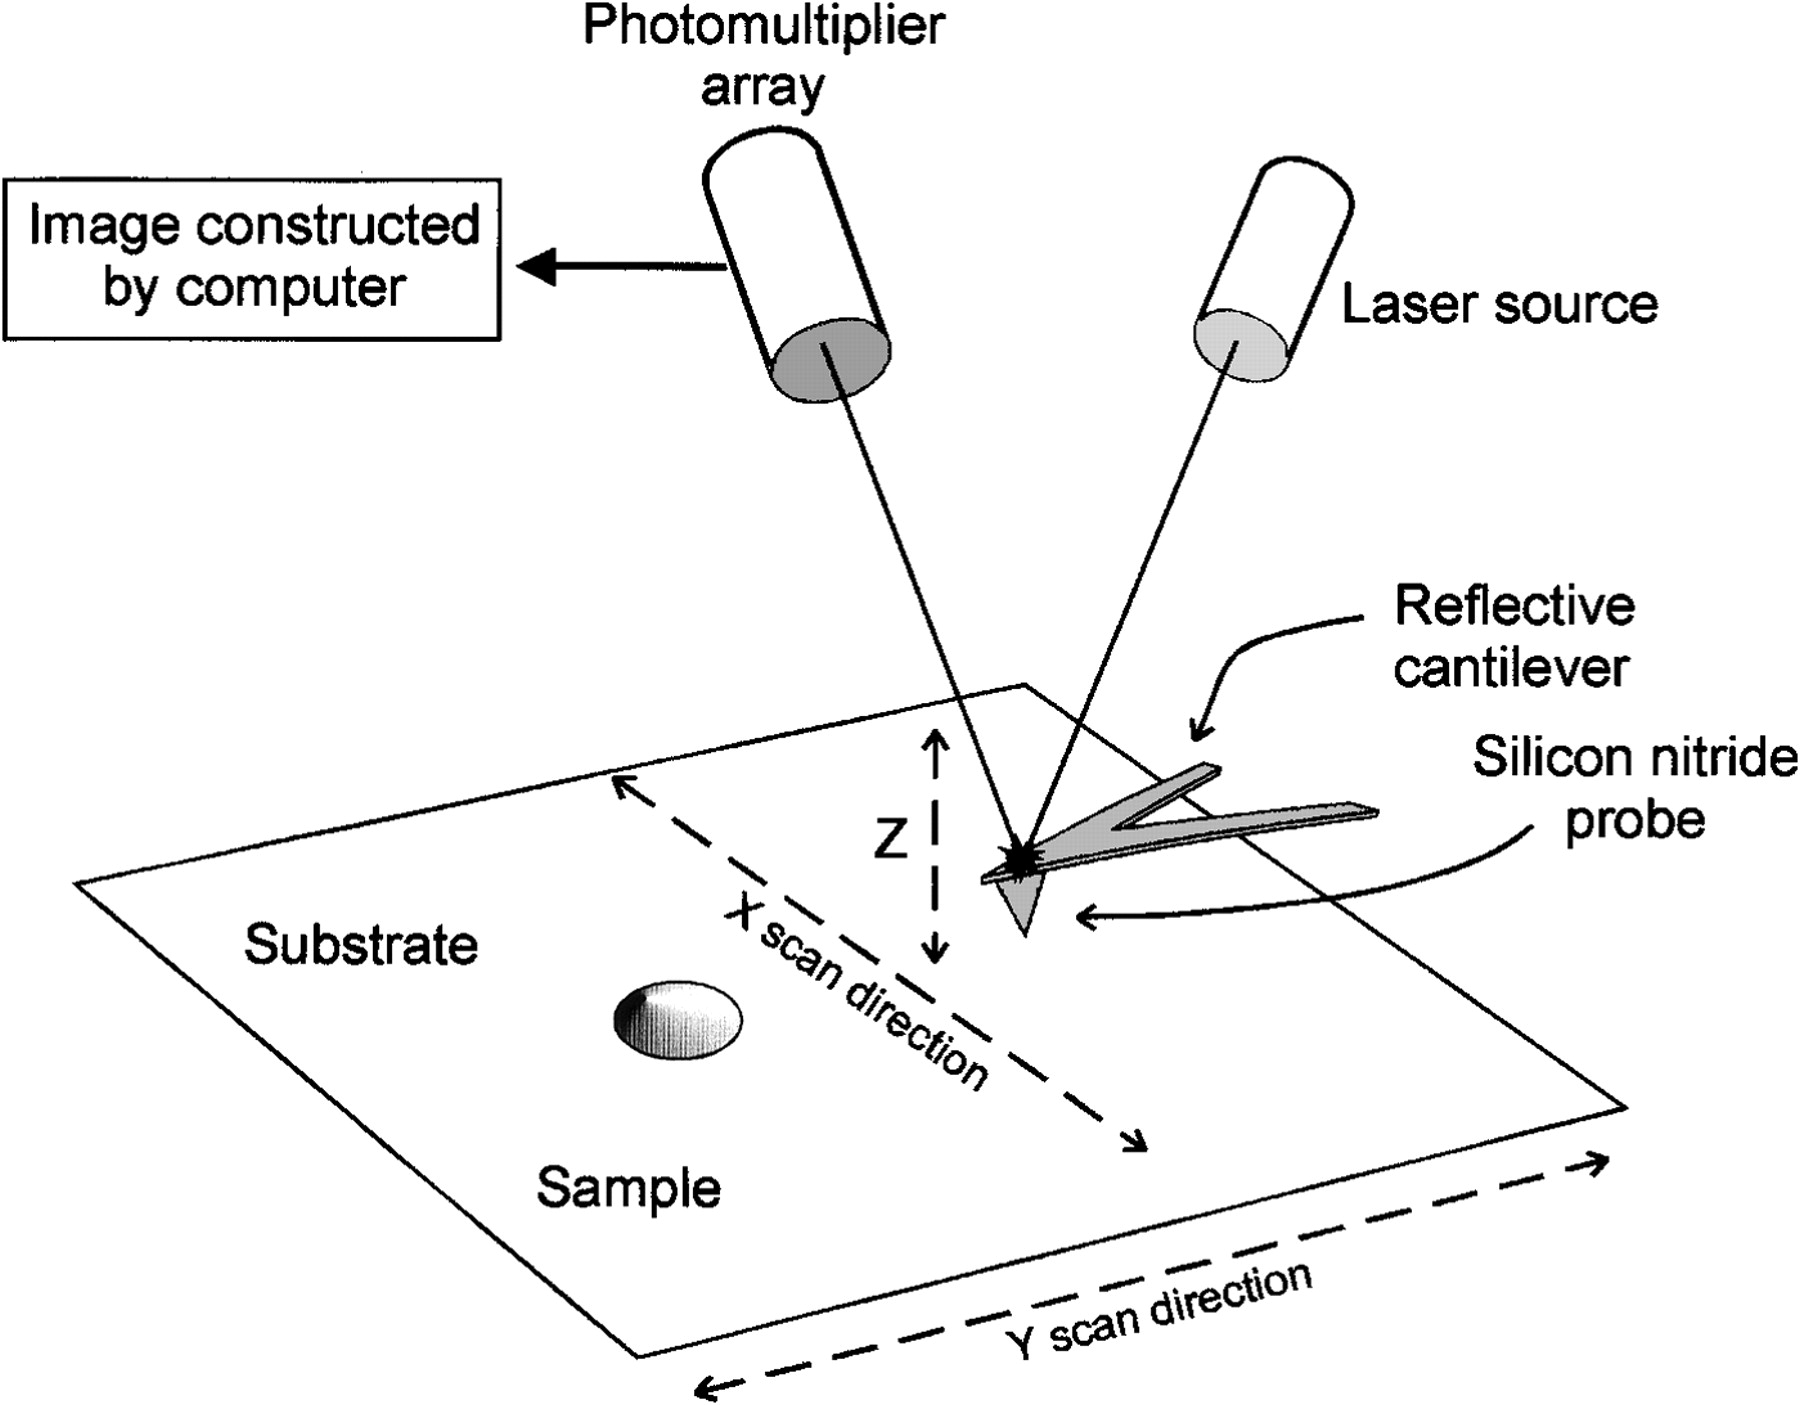 Photomultiplier
array
Image constructed
by computer
Laser source
Reflective
cantilever
Silicon nitride
probe
Z
X scan direction
Substrate
Sample
Y scan direction